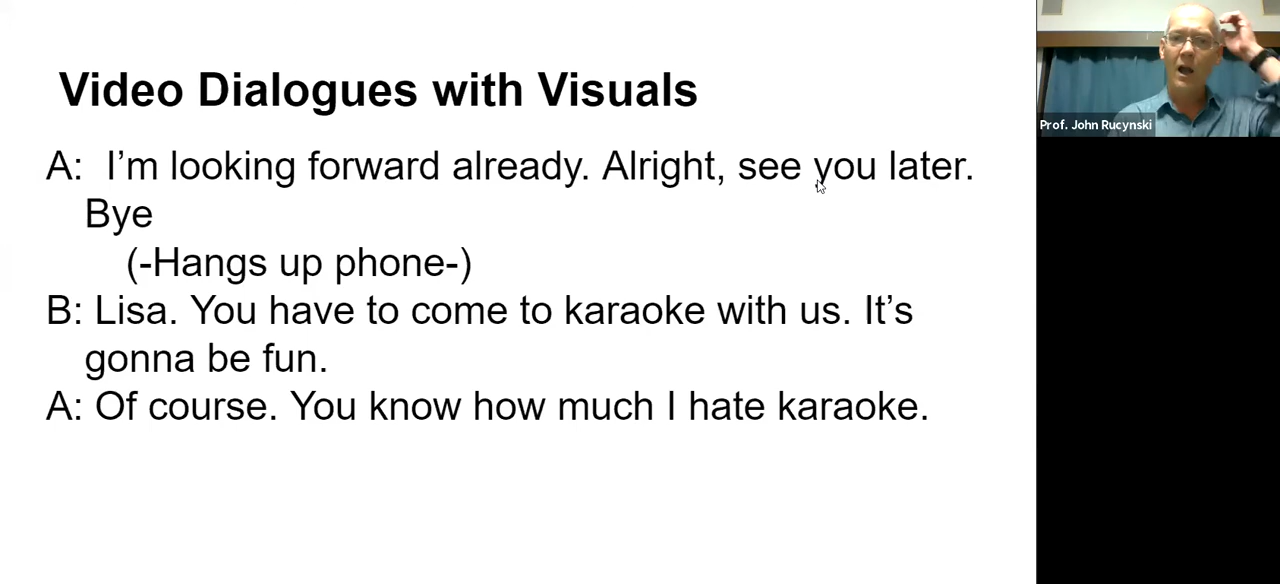 Video Dialogues with Visuals
A: I’m looking forward already. Alright, see you later.
Bye
(-Hangs up phone-)
B: Lisa. You have to come to karaoke with us. It’s
gonna be fun.
A: Of course. You know how much I hate karaoke.
Prof. John Rucynski